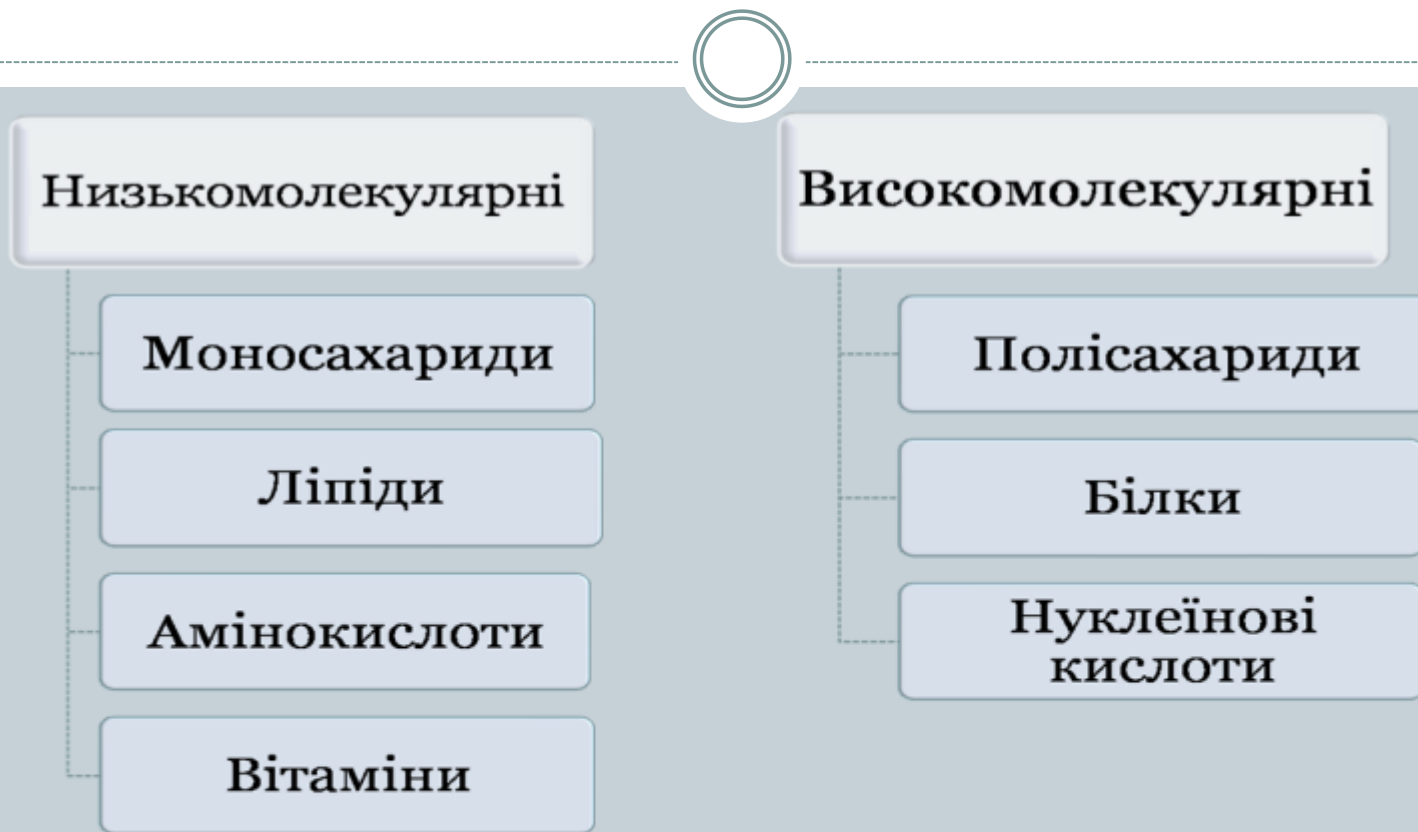 Низькомолекулярні
Моносахариди
Ліпіди
Амінокислоти
Вітаміни
Високомолекулярні
Полісахариди
Білки
Нуклеїнові
кислоти